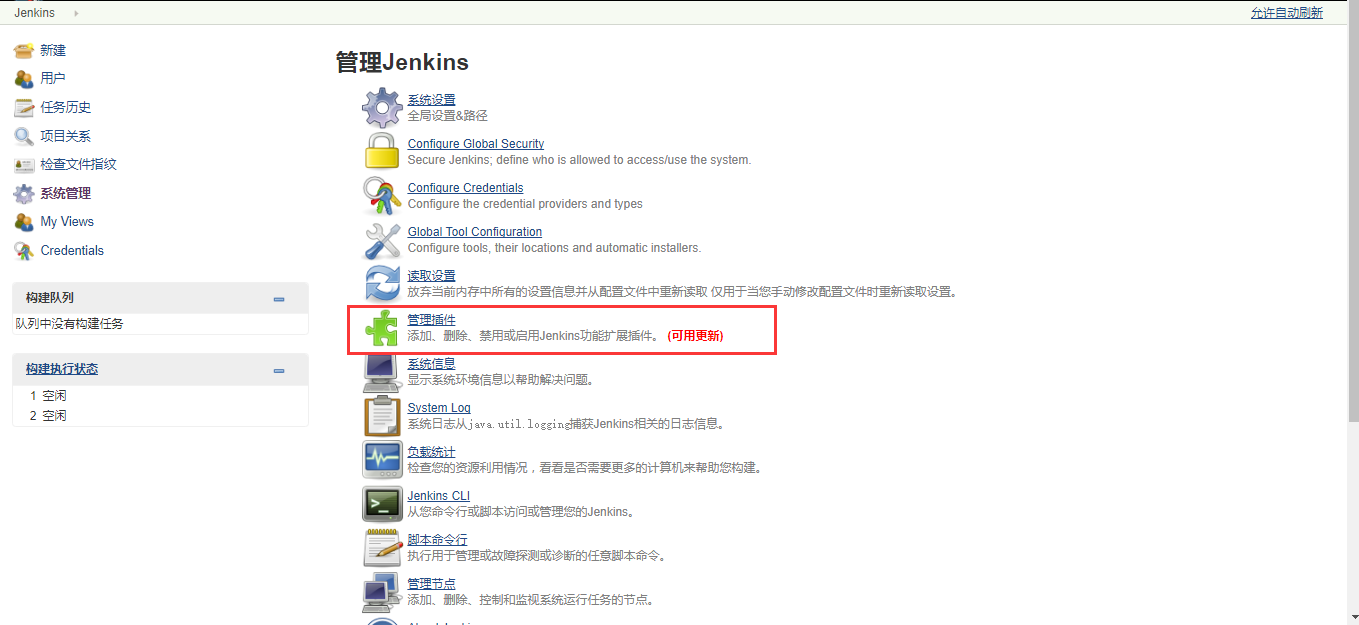 Jenkins
允许自动刷新
新建
用户
任务历史
项目关系
检查文件指纹
系统管理
My Views
Credentials
构建队列
队列中没有构建任务
构建执行状态
1 空闲
2 空闲
管理Jenkins
系统设置
全局设置&路径
Configure Global Security
Secure Jenkins; define who is allowed to access/use the system.
Configure Credentials
Configure the credential providers and types
Global Tool Configuration
Configure tools, their locations and automatic installers.
读取设置
放弃当前内存中所有的设置信息并从配置文件中重新读取 仅用于当您手动修改配置文件时重新读取设置。
管理插件
添加、删除、禁用或启用Jenkins功能扩展插件。 (可用更新)
系统信息
显示系统环境信息以帮助解决问题。
System Log
系统日志从java.util.logging捕获Jenkins相关的日志信息。
负载统计
检查您的资源利用情况，看看是否需要更多的计算机来帮助您构建。
Jenkins CLI
从您命令行或脚本访问或管理您的Jenkins。
脚本命令行
执行用于管理或故障探测或诊断的任意脚本命令。
管理节点
添加、删除、控制和监视系统运行任务的节点。